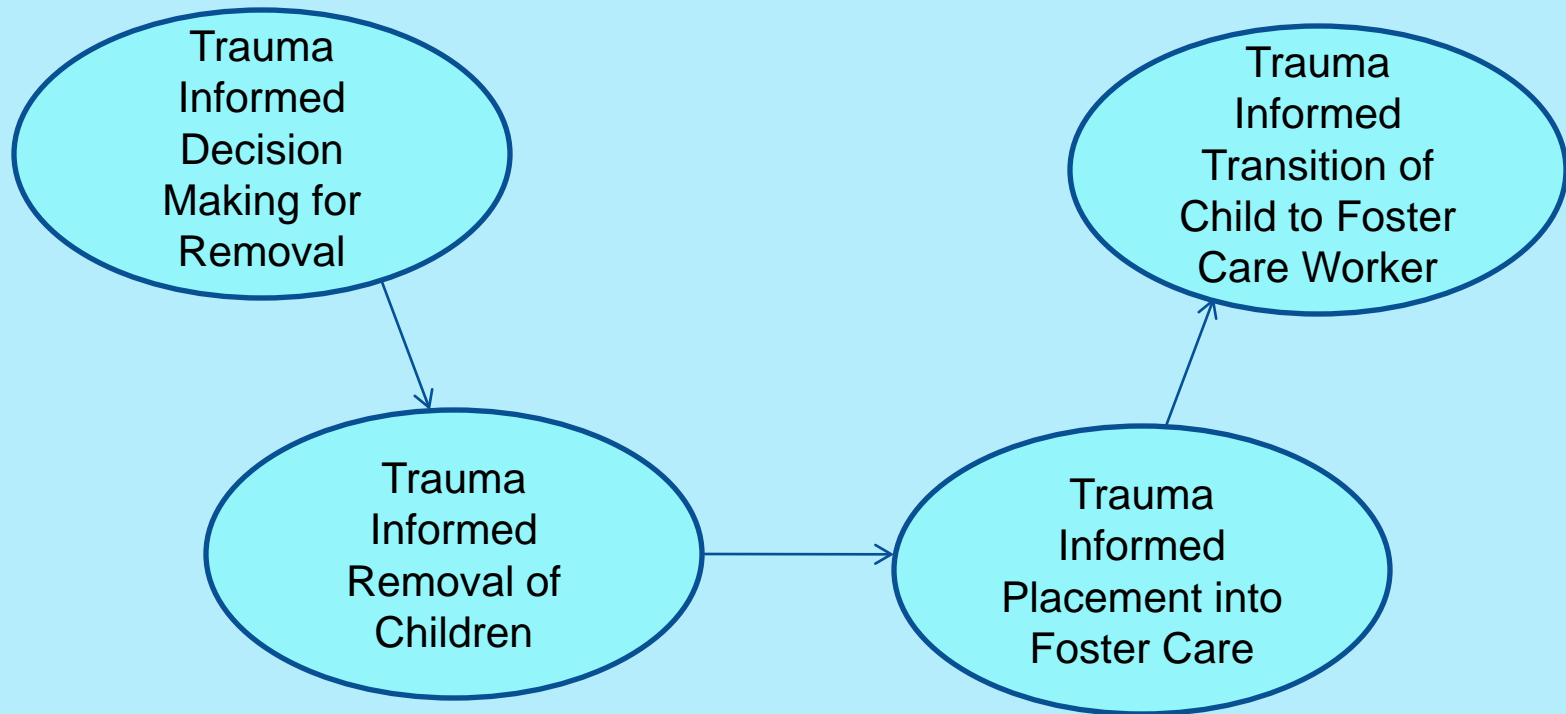 Trauma
Informed
Decision
Making for
Removal
Trauma
Informed
Removal of
Children
Trauma
Informed
Placement into
Foster Care
Trauma
Informed
Transition of
Child to Foster
Care Worker